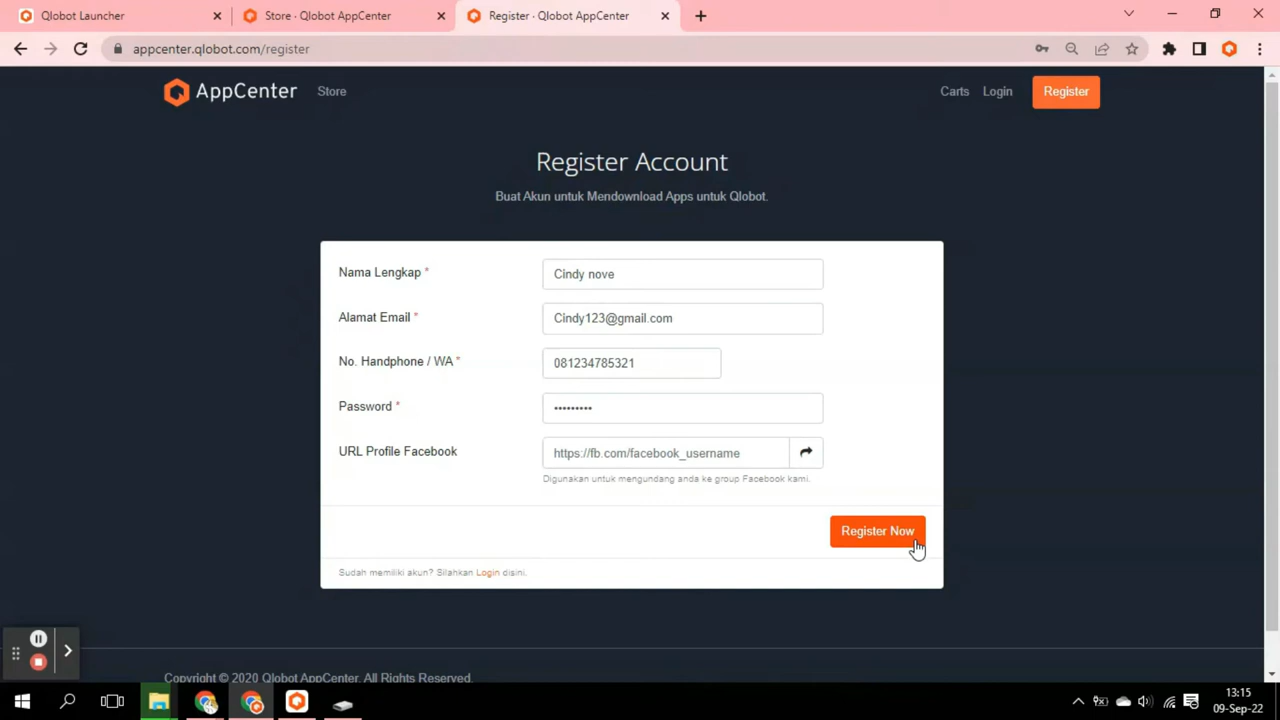 Qlobot Launcher
Store · Qlobot AppCenter
Register · Qlobot AppCenter
appcenter.qlobot.com/register
AppCenter
Store
Carts
Login
Register
Register Account
Buat Akun untuk Mendownload Apps untuk Qlobot.
Nama Lengkap *
Cindy nove
Alamat Email *
Cindy123@gmail.com
No. Handphone / WA *
081234785321
Password *
•••••••••
URL Profile Facebook
https://fb.com/facebook_username
Digunakan untuk mengundang anda ke group Facebook kami.
Register Now
Sudah memiliki akun? Silahkan Login disini.
Copyright © 2020 Qlobot AppCenter. All Rights Reserved.
13:15
09-Sep-22